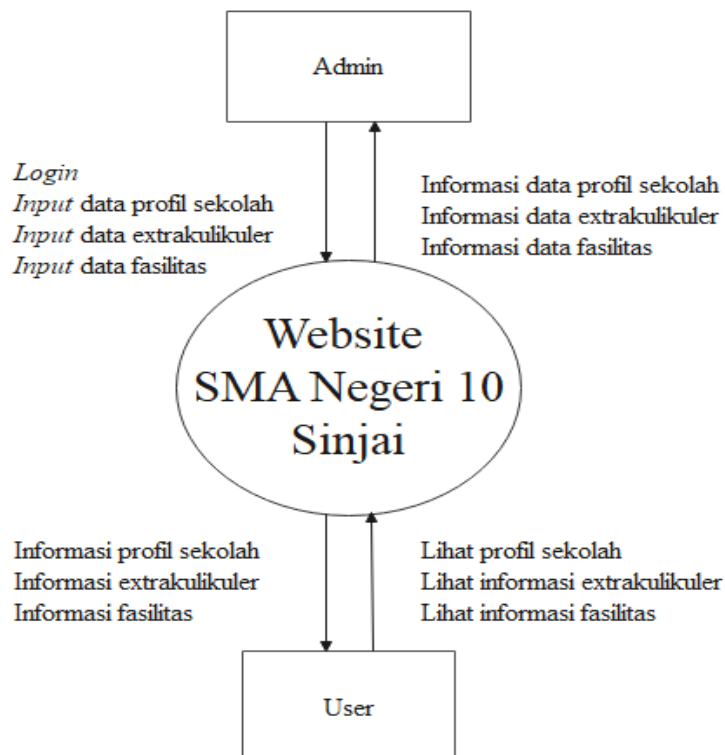 Admin
Login
Input data profil sekolah
Input data extrakulikuler
Input data fasilitas
Informasi data profil sekolah
Informasi data extrakulikuler
Informasi data fasilitas
Website
SMA Negeri 10
Sinjai
Informasi profil sekolah
Informasi extrakulikuler
Informasi fasilitas
Lihat profil sekolah
Lihat informasi extrakulikuler
Lihat informasi fasilitas
User